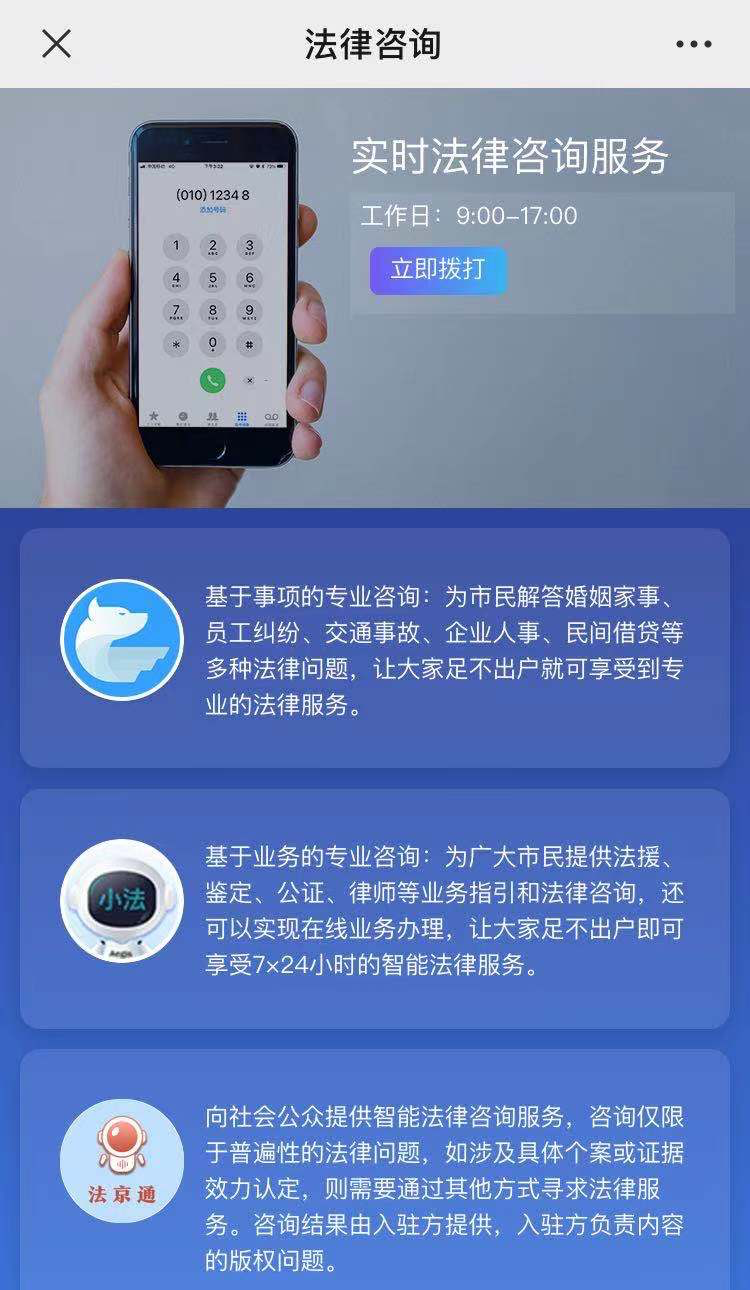 法律咨询
实时法律咨询服务
工作日：9:00-17:00
立即拨打
(010) 1234 8
添加号码
1
2
3
4
5
6
7
8
9
*
0
#
基于事项的专业咨询：为市民解答婚姻家事、
员工纠纷、交通事故、企业人事、民间借贷等
多种法律问题，让大家足不出户就可享受到专
业的法律服务。
小法
基于业务的专业咨询：为广大市民提供法援、
鉴定、公证、律师等业务指引和法律咨询，还
可以实现在线业务办理，让大家足不出户即可
享受7×24小时的智能法律服务。
法京通
向社会公众提供智能法律咨询服务，咨询仅限
于普遍性的法律问题，如涉及具体个案或证据
效力认定，则需要通过其他方式寻求法律服
务。咨询结果由入驻方提供，入驻方负责内容
的版权问题。